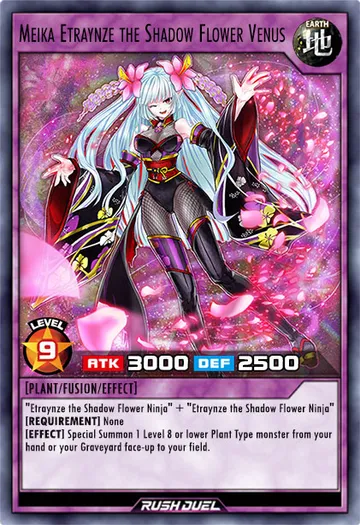 MEIKA ETRAYNZE THE SHADOW FLOWER VENUS
EARTH
地
LEVEL
9
ATK 3000 DEF 2500
[PLANT/FUSION/EFFECT]
"Etraynze the Shadow Flower Ninja" + "Etraynze the Shadow Flower Ninja"
[REQUIREMENT] None
[EFFECT] Special Summon 1 Level 8 or lower Plant Type monster from your
hand or your Graveyard face-up to your field.
RUSH DUEL